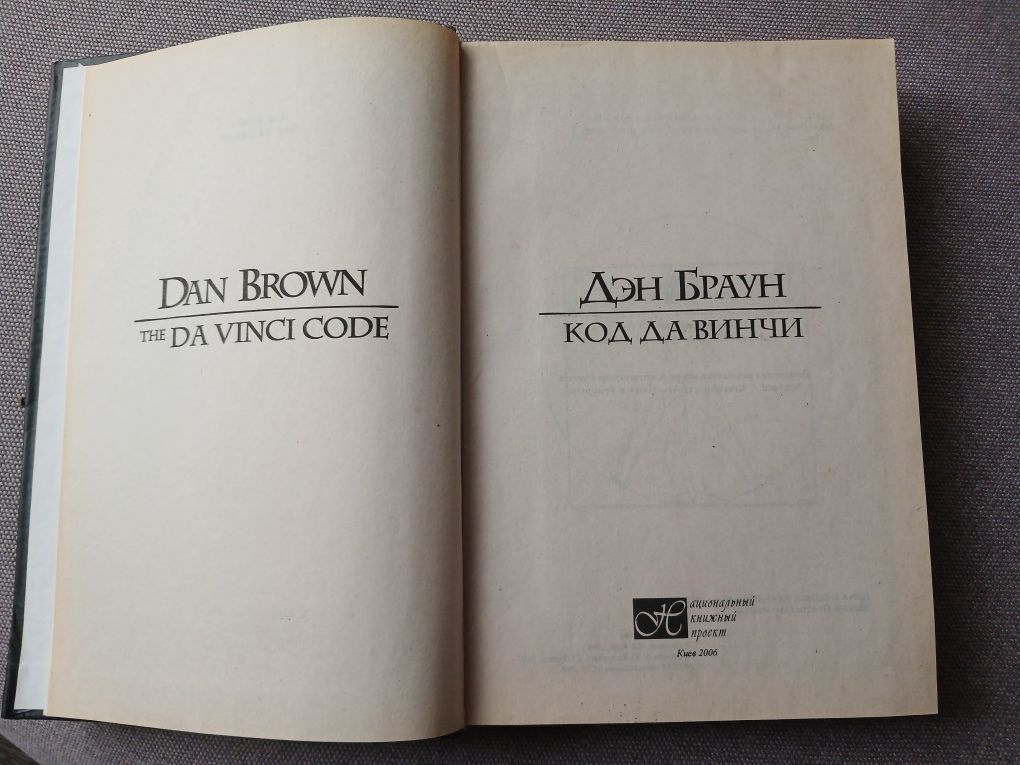 DAN BROWN
THE DA VINCI CODE
ДЭН БРАУН
КОД ДА ВИНЧИ
Национальный
книжный
проект
Киев 2006